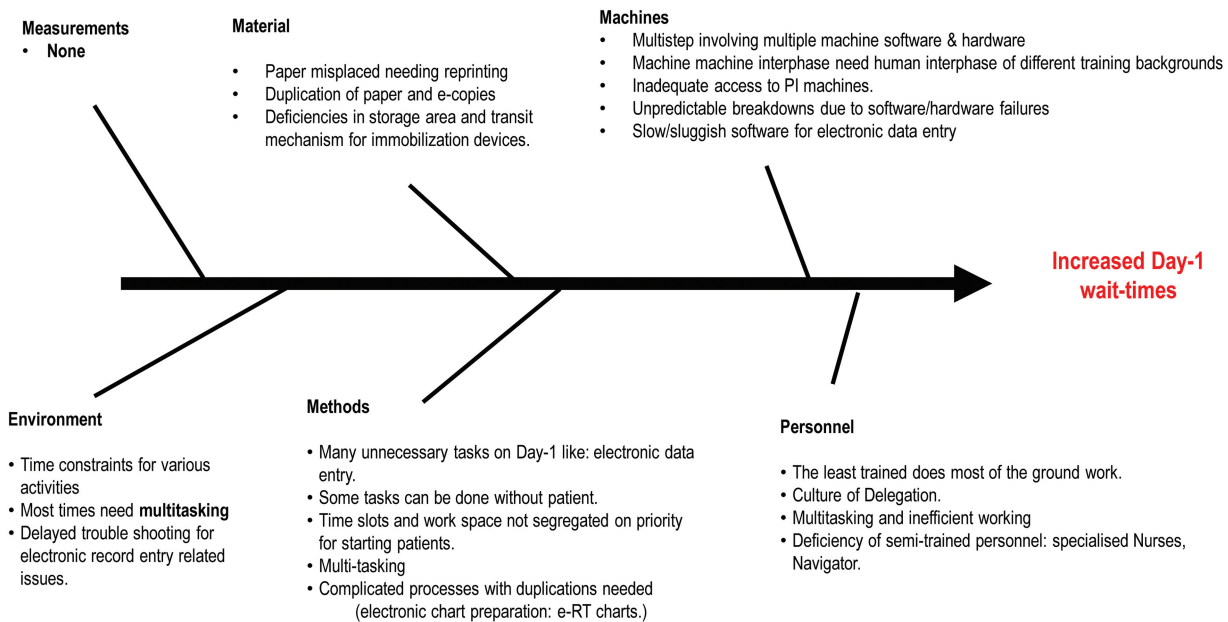 Measurements
• None
Material
• Paper misplaced needing reprinting
• Duplication of paper and e-copies
• Deficiencies in storage area and transit
mechanism for immobilization devices.
Machines
• Multistep involving multiple machine software & hardware
• Machine machine interphase need human interphase of different training backgrounds
• Inadequate access to PI machines.
• Unpredictable breakdowns due to software/hardware failures
• Slow/sluggish software for electronic data entry
Increased Day-1
wait-times
Environment
• Time constraints for various
activities
• Most times need multitasking
• Delayed trouble shooting for
electronic record entry related
issues.
Methods
• Many unnecessary tasks on Day-1 like: electronic data
entry.
• Some tasks can be done without patient.
• Time slots and work space not segregated on priority
for starting patients.
• Multi-tasking
• Complicated processes with duplications needed
(electronic chart preparation: e-RT charts.)
Personnel
• The least trained does most of the ground work.
• Culture of Delegation.
• Multitasking and inefficient working
• Deficiency of semi-trained personnel: specialised Nurses,
Navigator.